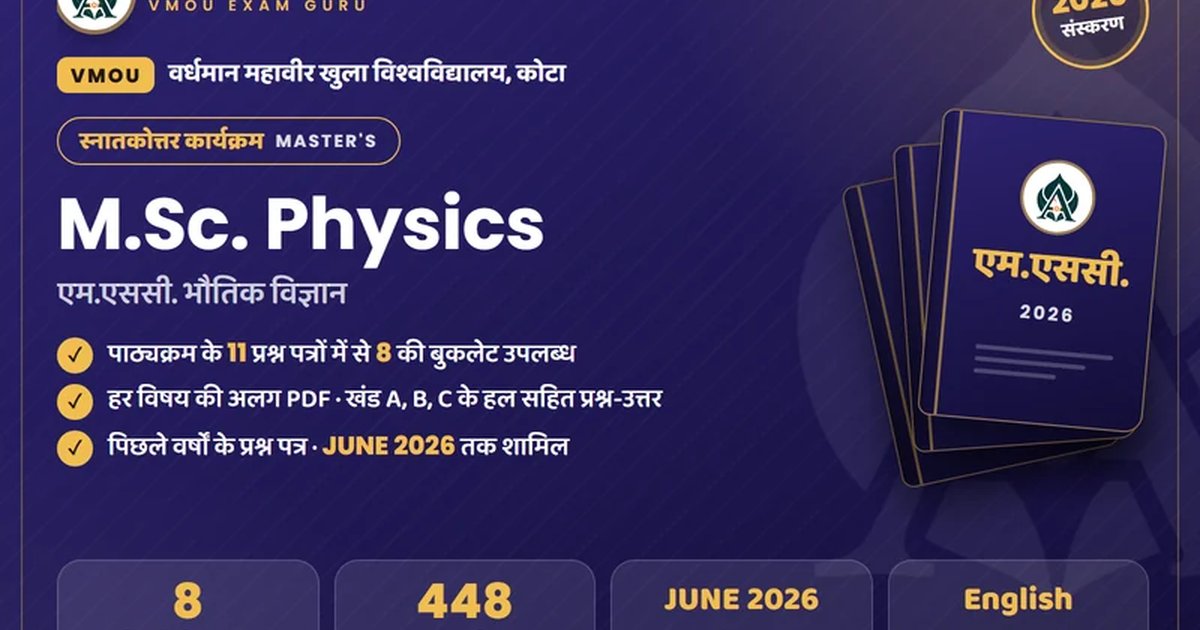 VMOU EXAM GURU
संस्करण
VMOU वर्धमान महावीर खुला विश्वविद्यालय, कोटा
स्नातकोत्तर कार्यक्रम MASTER'S
M.Sc. Physics
एम.एससी. भौतिक विज्ञान
पाठ्यक्रम के 11 प्रश्न पत्रों में से 8 की बुकलेट उपलब्ध
हर विषय की अलग PDF · खंड A, B, C के हल सहित प्रश्न-उत्तर
पिछले वर्षों के प्रश्न पत्र · JUNE 2026 तक शामिल
एम.एससी.
2026
8
448
JUNE 2026
English